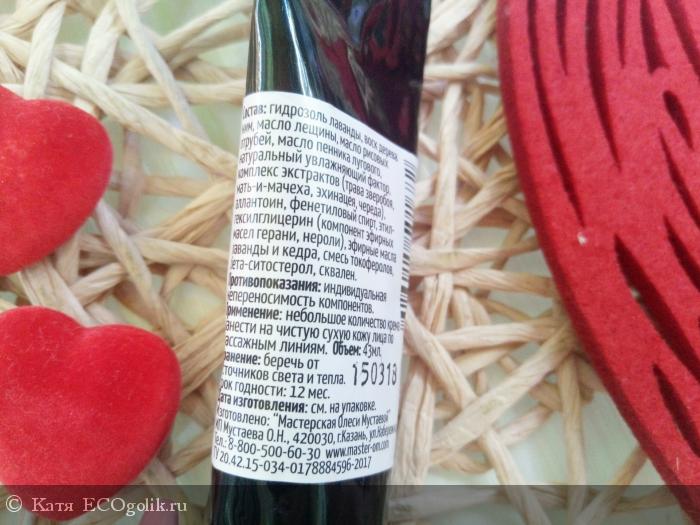 Состав: гидрозоль лаванды, воск дерева
ним, масло лещины, масло рисовых
отрубей, масло пенника лугового,
натуральный увлажняющий фактор,
комплекс экстрактов (трава зверобоя,
мать-и-мачеха, эхинацея, череда),
аллантоин, фенетиловый спирт, этил-
гексилглицерин (компонент эфирных
масел герани, нероли), эфирные масла
лаванды и кедра, смесь токоферолов,
бета-ситостерол, сквален.
Противопоказания: индивидуальная
непереносимость компонентов.
Применение: небольшое количество крема
нанести на чистую сухую кожу лица по
массажным линиям. Объем: 43мл.
Хранение: беречь от
источников света и тепла. 150318
Срок годности: 12 мес.
Дата изготовления: см. на упаковке.
Изготовлено: "Мастерская Олеси Мустаевой"
ИП Мустаева О.Н., 420030, г.Казань,
Тел.: 8-800-500-60-30 www.master-om.com
ТУ 20.42.15-034-0178884596-2017
© Катя ECOgolik.ru